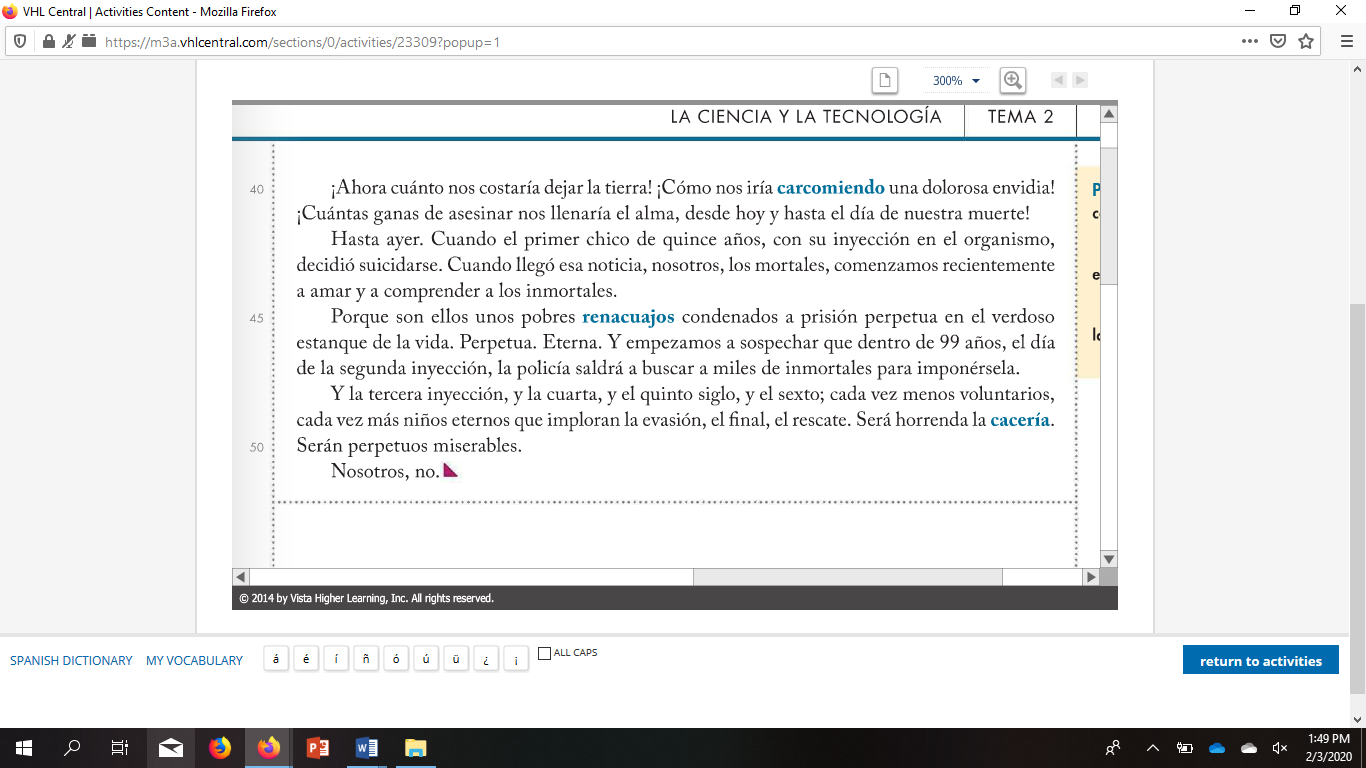 VHL Central | Activities Content - Mozilla Firefox
https://m3a.vhlcentral.com/sections/0/activities/23309?popup=1
300%
LA CIENCIA Y LA TECNOLOGÍA TEMA 2
40 ¡Ahora cuánto nos costaría dejar la tierra! ¡Cómo nos iría carcomiendo una dolorosa envidia!
¡Cuántas ganas de asesinar nos llenaría el alma, desde hoy y hasta el día de nuestra muerte!
Hasta ayer. Cuando el primer chico de quince años, con su inyección en el organismo,
decidió suicidarse. Cuando llegó esa noticia, nosotros, los mortales, comenzamos recientemente
a amar y a comprender a los inmortales.
45 Porque son ellos unos pobres renacuajos condenados a prisión perpetua en el verdoso
estanque de la vida. Perpetua. Eterna. Y empezamos a sospechar que dentro de 99 años, el día
de la segunda inyección, la policía saldrá a buscar a miles de inmortales para imponérsela.
Y la tercera inyección, y la cuarta, y el quinto siglo, y el sexto; cada vez menos voluntarios,
cada vez más niños eternos que imploran la evasión, el final, el rescate. Será horrenda la cacería.
50 Serán perpetuos miserables.
Nosotros, no.
© 2014 by Vista Higher Learning, Inc. All rights reserved.
SPANISH DICTIONARY MY VOCABULARY á é í ñ ó ú ü ¿ ¡ ALL CAPS
return to activities
1:49 PM
2/3/2020